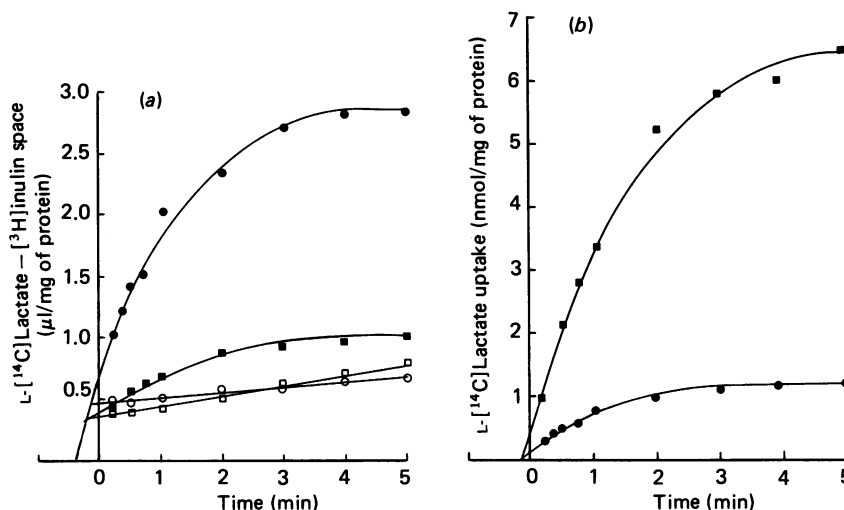 (a)
3.0
2.5
2.0
1.5
1.0
0.5
L-[¹⁴C]Lactate – [³H]inulin space
(μl/mg of protein)
0 1 2 3 4 5
Time (min)
(b)
7
6
5
4
3
2
1
L-[¹⁴C]Lactate uptake (nmol/mg of protein)
0 1 2 3 4 5
Time (min)